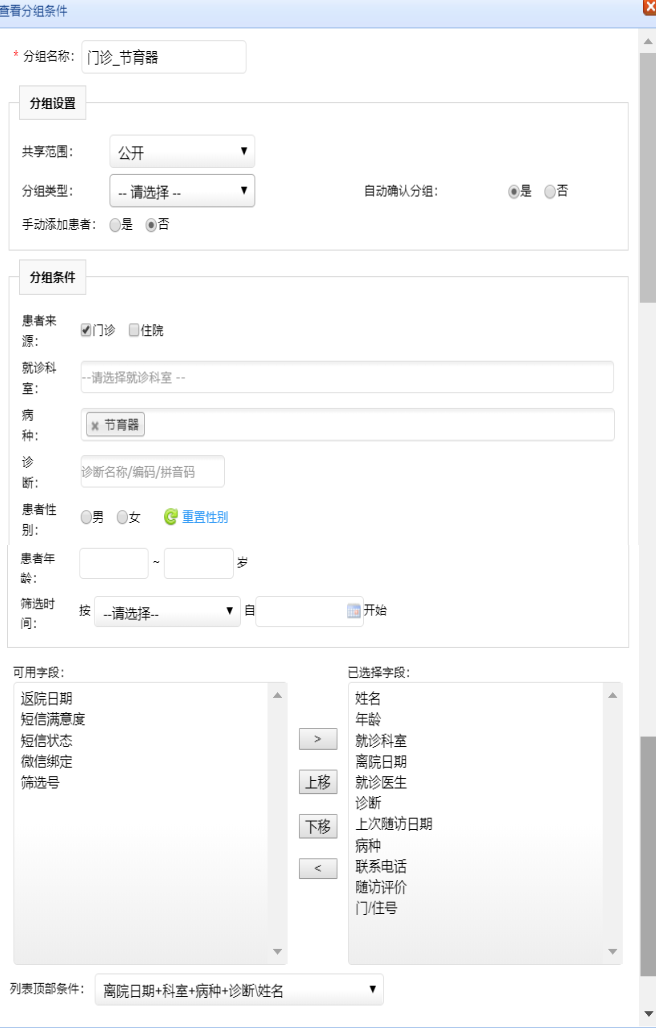 查看分组条件
* 分组名称： 门诊_节育器
分组设置
共享范围： 公开
分组类型： -- 请选择 -- 自动确认分组： 是 否
手动添加患者： 是 否
分组条件
患者来
源： 门诊 住院
就诊科
室： --请选择就诊科室 --
病
种： 节育器
诊
断： 诊断名称/编码/拼音码
患者性
别： 男 女 重置性别
患者年
龄： ~ 岁
筛选时
间： 按 --请选择-- 自 开始
可用字段：
返院日期
短信满意度
短信状态
微信绑定
筛选号
>
上移
下移
<
已选择字段：
姓名
年龄
就诊科室
离院日期
就诊医生
诊断
上次随访日期
病种
联系电话
随访评价
门/住号
列表顶部条件： 离院日期+科室+病种+诊断\姓名